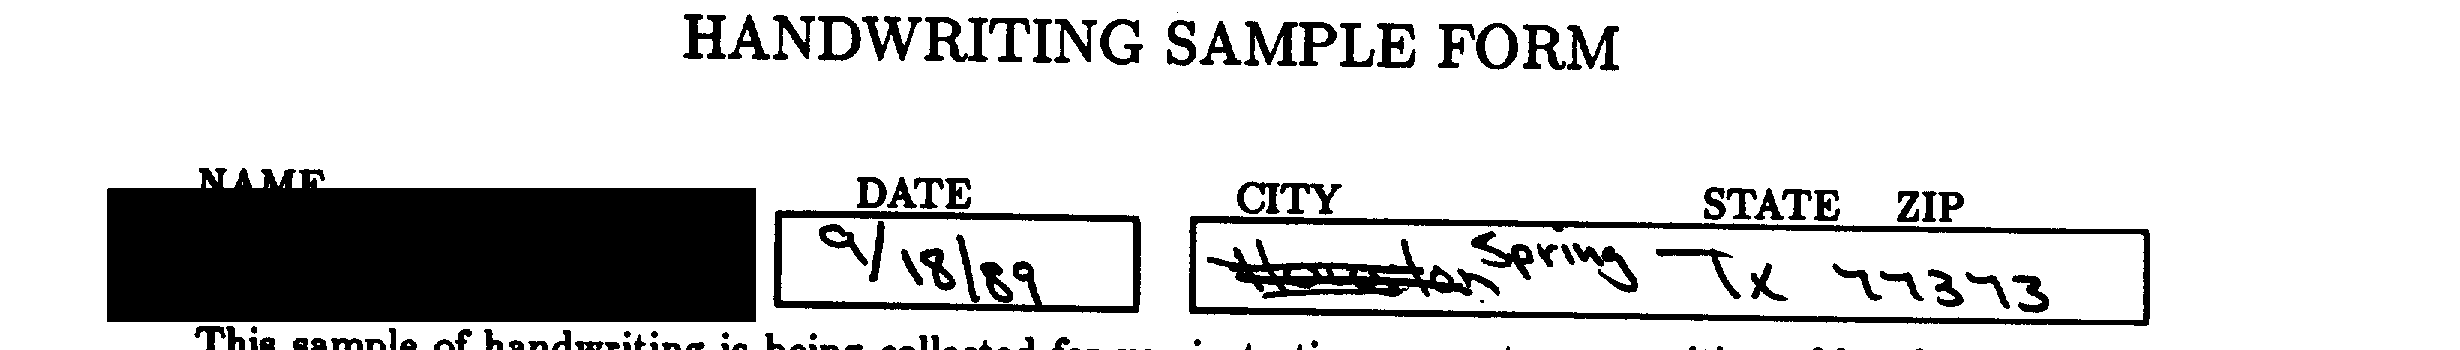 HANDWRITING SAMPLE FORM
NAME DATE CITY STATE ZIP
9/18/89 Houston Spring Tx 77373
This sample of handwriting is being collected for